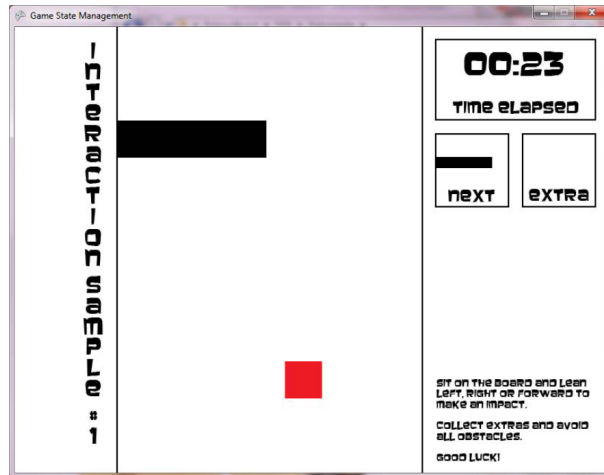 Game State Management
INTERACTION SAMPLE #1
00:23
TIME ELAPSED
NEXT
EXTRA
SIT ON THE BOARD AND LEAN
LEFT, RIGHT OR FORWARD TO
MAKE AN IMPACT.
COLLECT EXTRAS AND AVOID
ALL OBSTACLES.
GOOD LUCK!